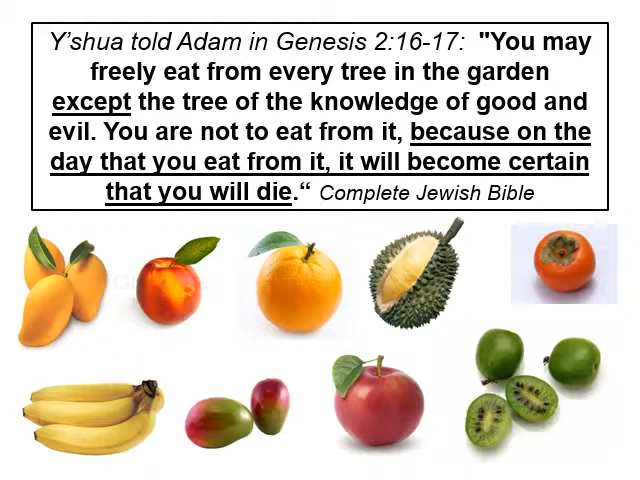 Y'shua told Adam in Genesis 2:16-17: "You may
freely eat from every tree in the garden
except the tree of the knowledge of good and
evil. You are not to eat from it, because on the
day that you eat from it, it will become certain
that you will die.“ Complete Jewish Bible